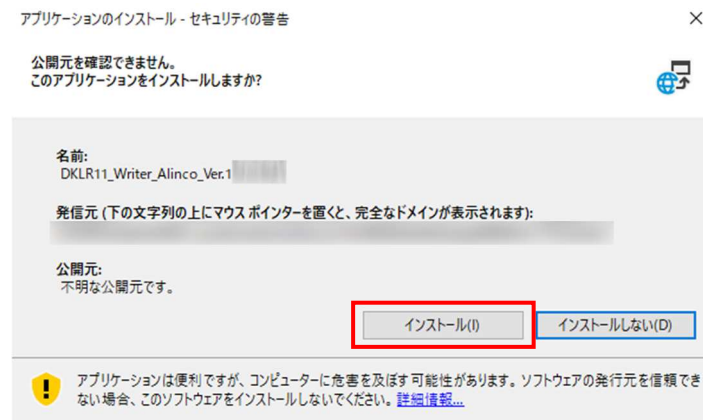 アプリケーションのインストール - セキュリティの警告
公開元を確認できません。
このアプリケーションをインストールしますか?
名前:
DKLR11_Writer_Alinco_Ver.1
発信元 (下の文字列の上にマウス ポインターを置くと、完全なドメインが表示されます):
公開元:
不明な公開元です。
インストール(I) インストールしない(D)
アプリケーションは便利ですが、コンピューターに危害を及ぼす可能性があります。ソフトウェアの発行元を信頼でき
ない場合、このソフトウェアをインストールしないでください。詳細情報...